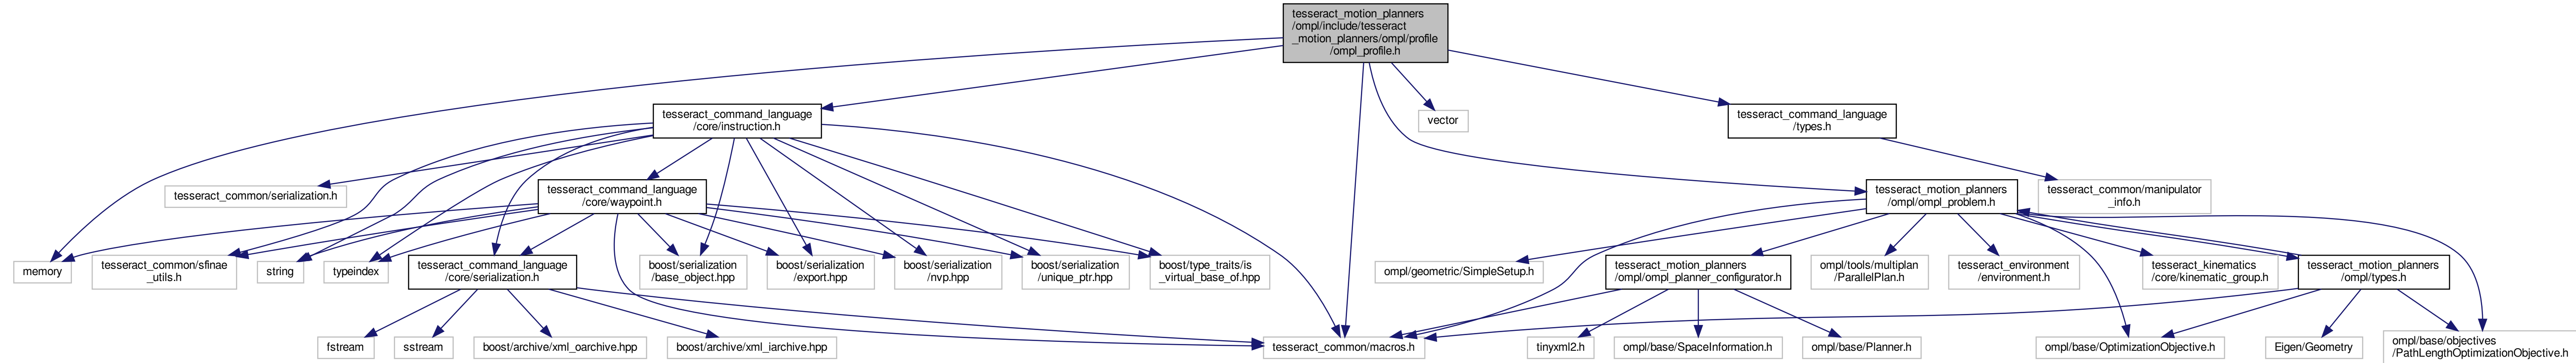 tesseract_motion_planners
/ompl/include/tesseract
_motion_planners/ompl/profile
/ompl_profile.h
tesseract_command_language
/core/instruction.h
vector
tesseract_command_language
/types.h
tesseract_common/serialization.h
tesseract_command_language
/core/waypoint.h
tesseract_motion_planners
/ompl/ompl_problem.h
tesseract_common/manipulator
_info.h
memory
tesseract_common/sfinae
_utils.h
string
typeindex
tesseract_command_language
/core/serialization.h
boost/serialization
/base_object.hpp
boost/serialization
/export.hpp
boost/serialization
/nvp.hpp
boost/serialization
/unique_ptr.hpp
boost/type_traits/is
_virtual_base_of.hpp
ompl/geometric/SimpleSetup.h
tesseract_motion_planners
/ompl/ompl_planner_configurator.h
ompl/tools/multiplan
/ParallelPlan.h
tesseract_environment
/environment.h
tesseract_kinematics
/core/kinematic_group.h
tesseract_motion_planners
/ompl/types.h
fstream
sstream
boost/archive/xml_oarchive.hpp
boost/archive/xml_iarchive.hpp
tesseract_common/macros.h
tinyxml2.h
ompl/base/SpaceInformation.h
ompl/base/Planner.h
ompl/base/OptimizationObjective.h
Eigen/Geometry
ompl/base/objectives
/PathLengthOptimizationObjective.h